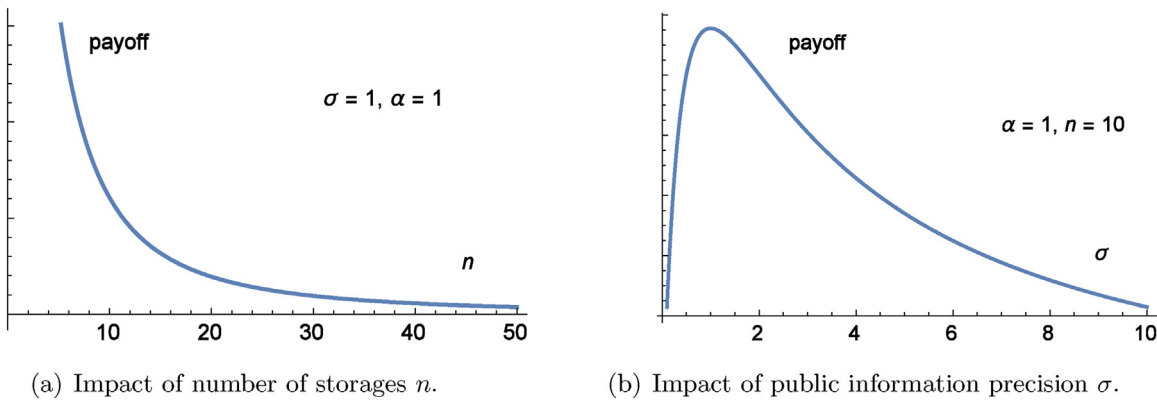 payoff
σ = 1, α = 1
n
10 20 30 40 50
(a) Impact of number of storages n.
payoff
α = 1, n = 10
σ
2 4 6 8 10
(b) Impact of public information precision σ.